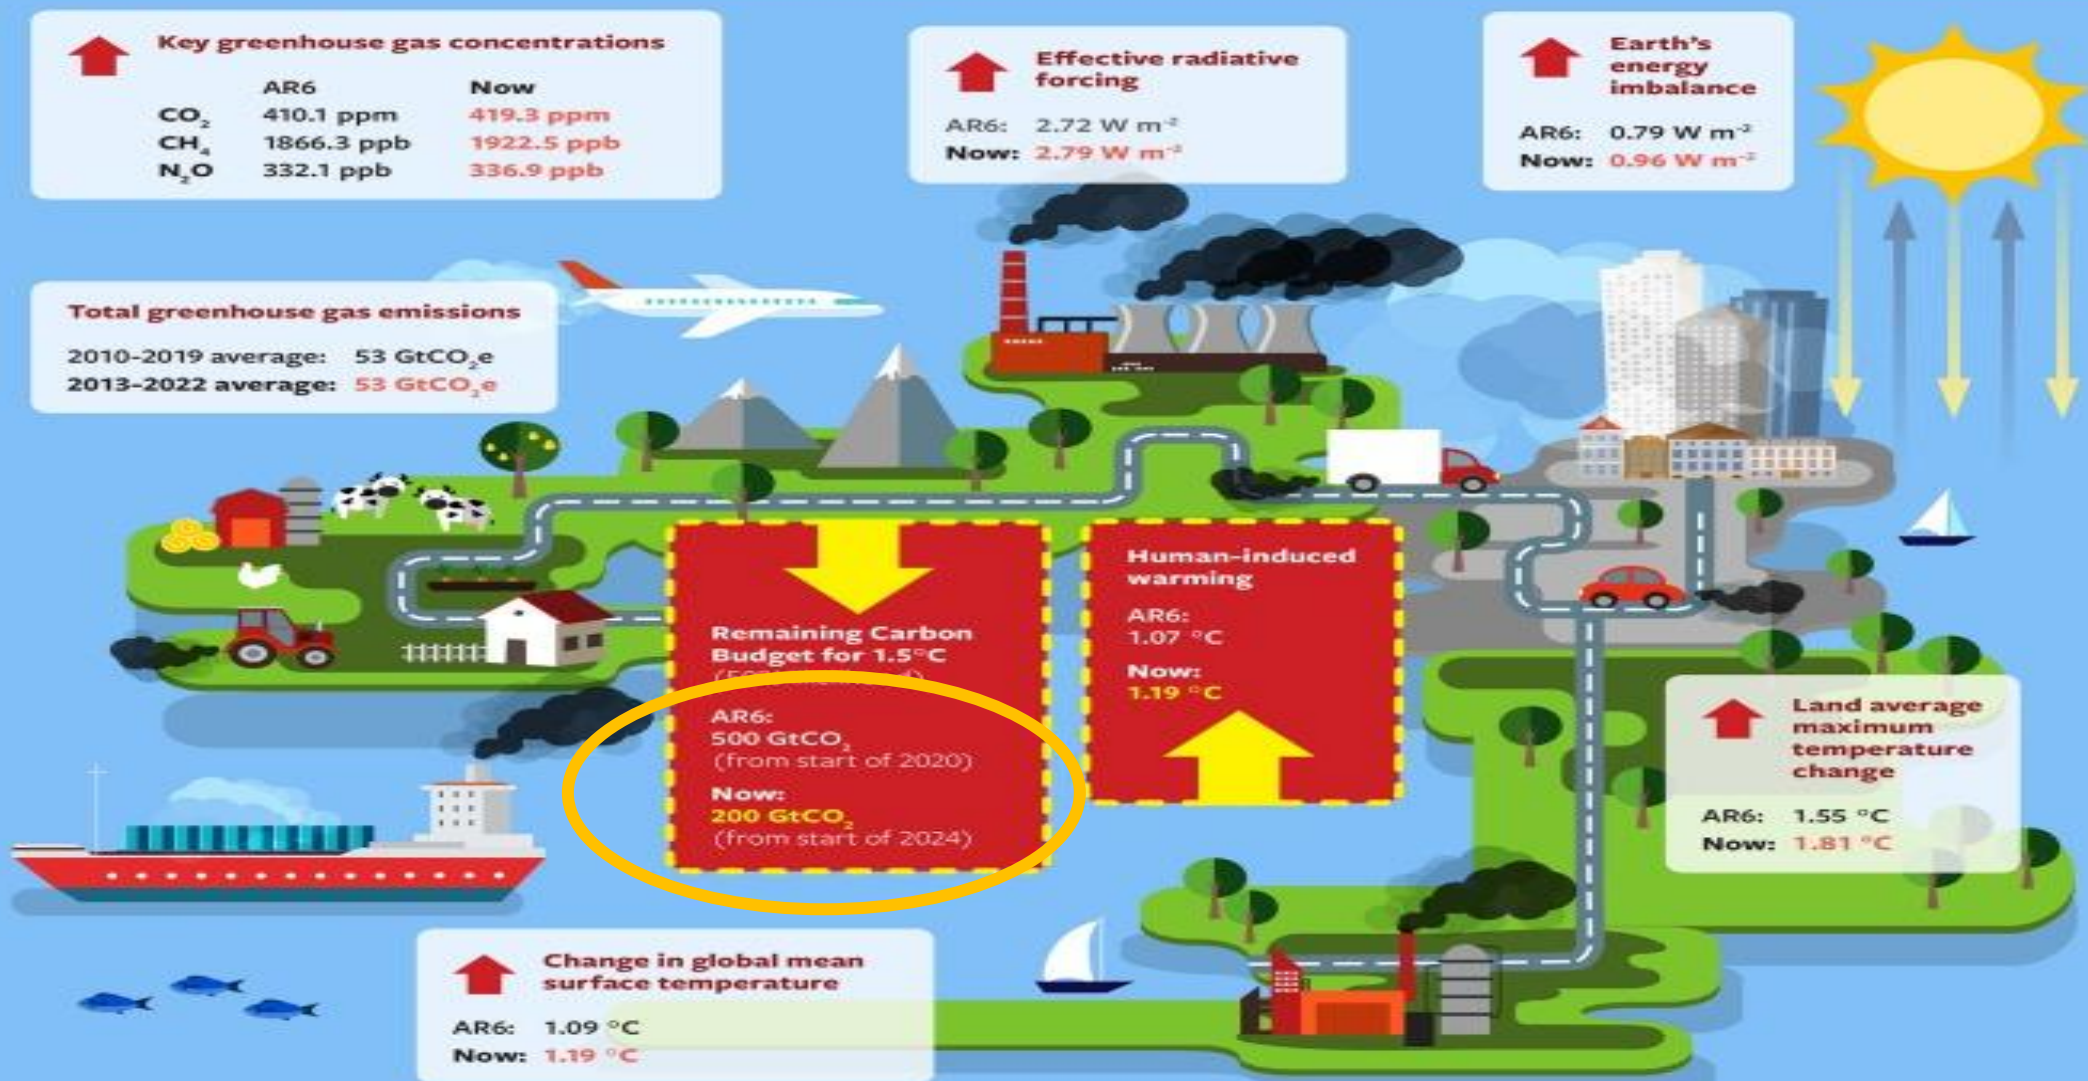 Key greenhouse gas concentrations
AR6 Now
CO₂ 410.1 ppm 419.3 ppm
CH₄ 1866.3 ppb 1922.5 ppb
N₂O 332.1 ppb 336.9 ppb
Effective radiative
forcing
AR6: 2.72 W m⁻²
Now: 2.79 W m⁻²
Earth's
energy
imbalance
AR6: 0.79 W m⁻²
Now: 0.96 W m⁻²
Total greenhouse gas emissions
2010-2019 average: 53 GtCO₂e
2013-2022 average: 53 GtCO₂e
Remaining Carbon
Budget for 1.5°C
AR6:
500 GtCO₂
(from start of 2020)
Now:
200 GtCO₂
(from start of 2024)
Human-induced
warming
AR6:
1.07 °C
Now:
1.19 °C
Land average
maximum
temperature
change
AR6: 1.55 °C
Now: 1.81 °C
Change in global mean
surface temperature
AR6: 1.09 °C
Now: 1.19 °C